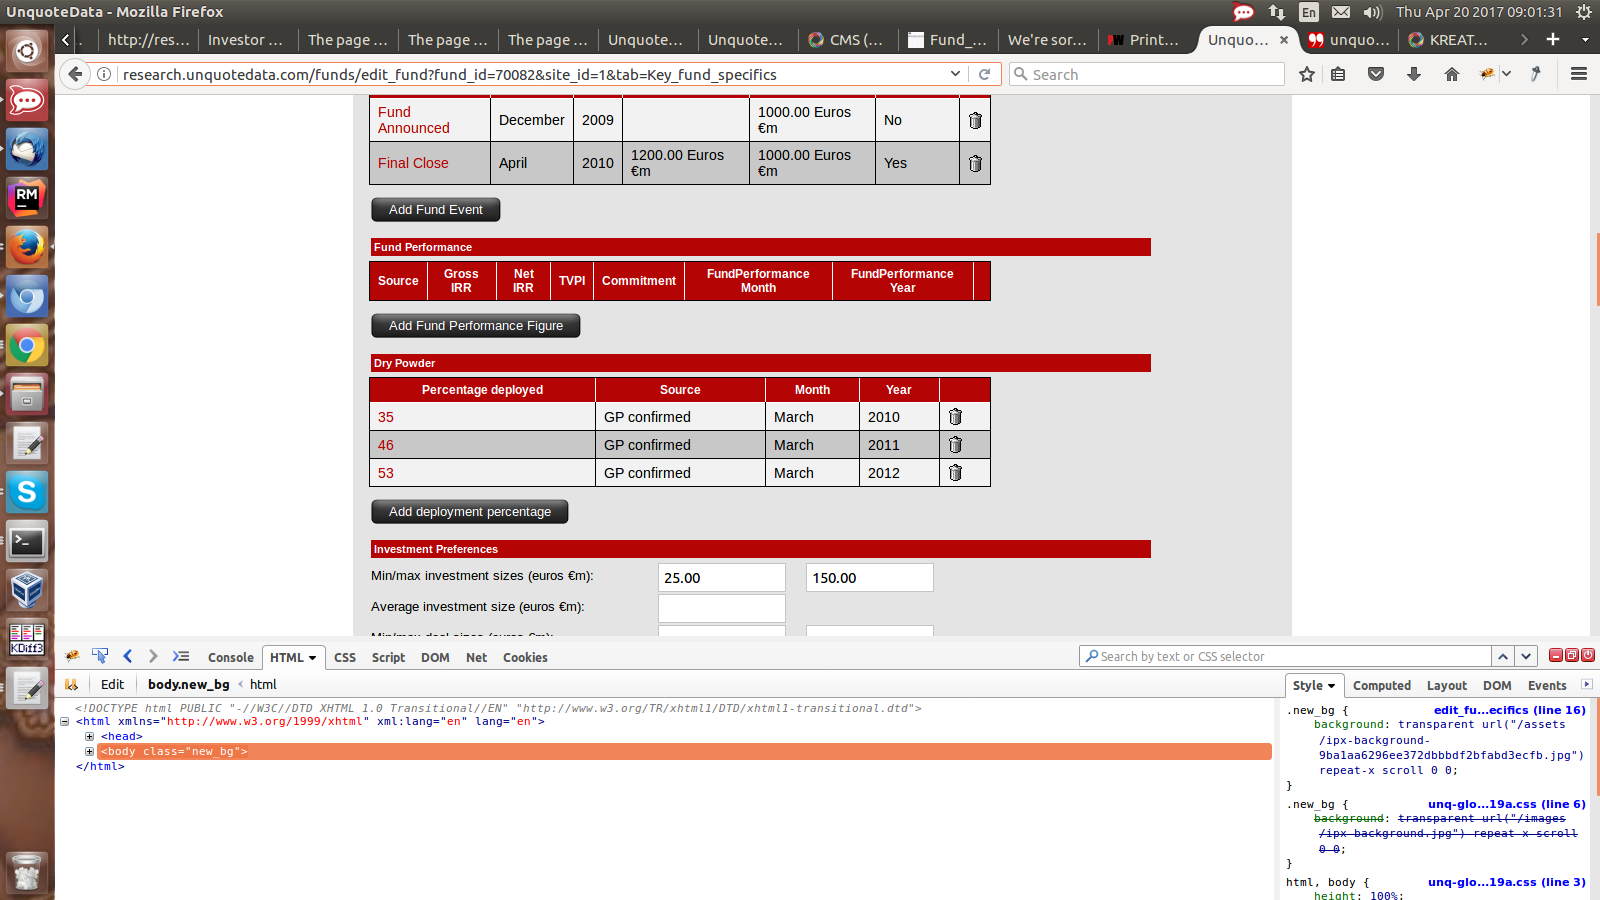 UnquoteData - Mozilla Firefox
En
Thu Apr 20 2017 09:01:31
http://res...
Investor ...
The page ...
The page ...
The page ...
Unquote...
Unquote...
CMS (...
Fund_...
We're sor...
Print...
Unquo...
unquo...
KREAT...
research.unquotedata.com/funds/edit_fund?fund_id=70082&site_id=1&tab=Key_fund_specifics
Search
Fund Announced December 2009 1000.00 Euros €m No
Final Close April 2010 1200.00 Euros €m 1000.00 Euros €m Yes
Add Fund Event
Fund Performance
Source Gross IRR Net IRR TVPI Commitment FundPerformance Month FundPerformance Year
Add Fund Performance Figure
Dry Powder
Percentage deployed Source Month Year
35 GP confirmed March 2010
46 GP confirmed March 2011
53 GP confirmed March 2012
Add deployment percentage
Investment Preferences
Min/max investment sizes (euros €m): 25.00 150.00
Average investment size (euros €m):
Min/max deal sizes (euros €m):
Console HTML CSS Script DOM Net Cookies
Search by text or CSS selector
Edit body.new_bg < html
Style Computed Layout DOM Events
<!DOCTYPE html PUBLIC "-//W3C//DTD XHTML 1.0 Transitional//EN" "http://www.w3.org/TR/xhtml1/DTD/xhtml1-transitional.dtd">
<html xmlns="http://www.w3.org/1999/xhtml" xml:lang="en" lang="en">
<head>
<body class="new_bg">
</html>
.new_bg { edit_fu...ecifics (line 16)
background: transparent url("/assets
/ipx-background-
9ba1aa6296ee372dbbbdf2bfabd3ecfb.jpg")
repeat-x scroll 0 0;
}
.new_bg { unq-glo...19a.css (line 6)
background: transparent url("/images
/ipx-background.jpg") repeat-x scroll
0 0;
}
html, body { unq-glo...19a.css (line 3)
height: 100%;
RM
KDiff3